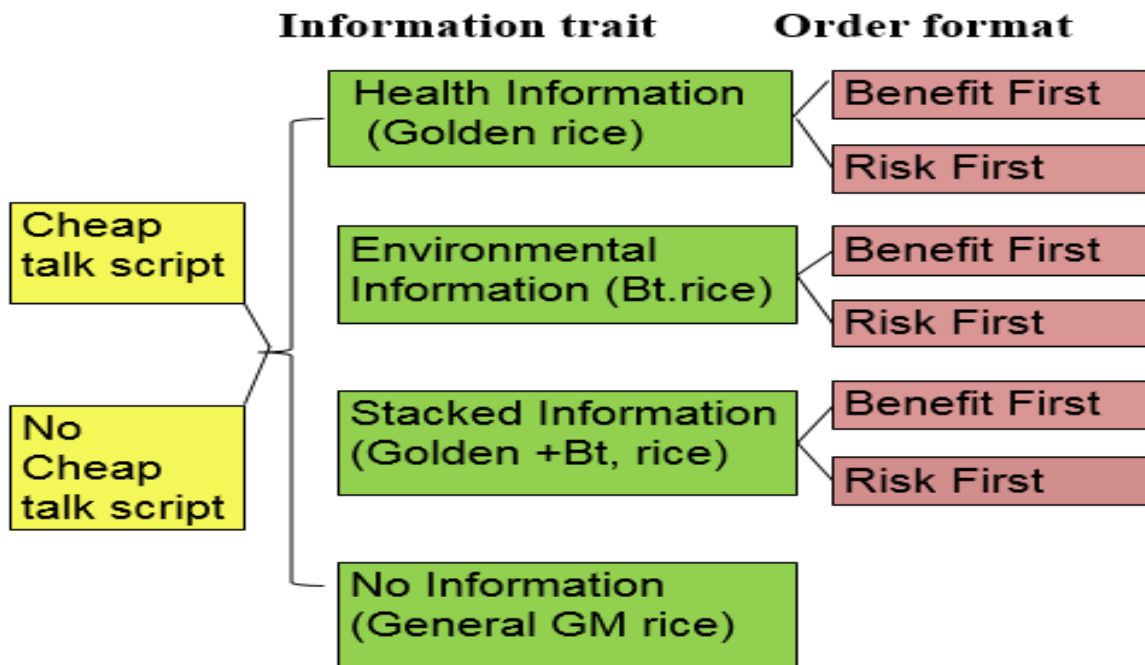 Information trait
Order format
Cheap
talk script
No
Cheap
talk script
Health Information
(Golden rice)
Environmental
Information (Bt.rice)
Stacked Information
(Golden +Bt, rice)
No Information
(General GM rice)
Benefit First
Risk First
Benefit First
Risk First
Benefit First
Risk First